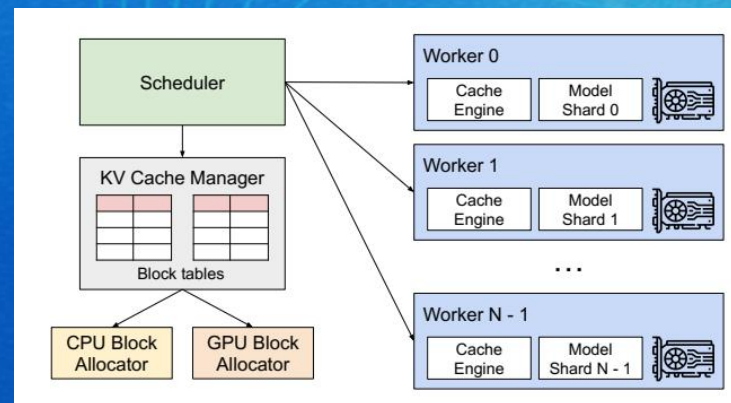 Scheduler
KV Cache Manager
Block tables
CPU Block
Allocator
GPU Block
Allocator
Worker 0
Cache
Engine
Model
Shard 0
Worker 1
Cache
Engine
Model
Shard 1
...
Worker N - 1
Cache
Engine
Model
Shard N - 1